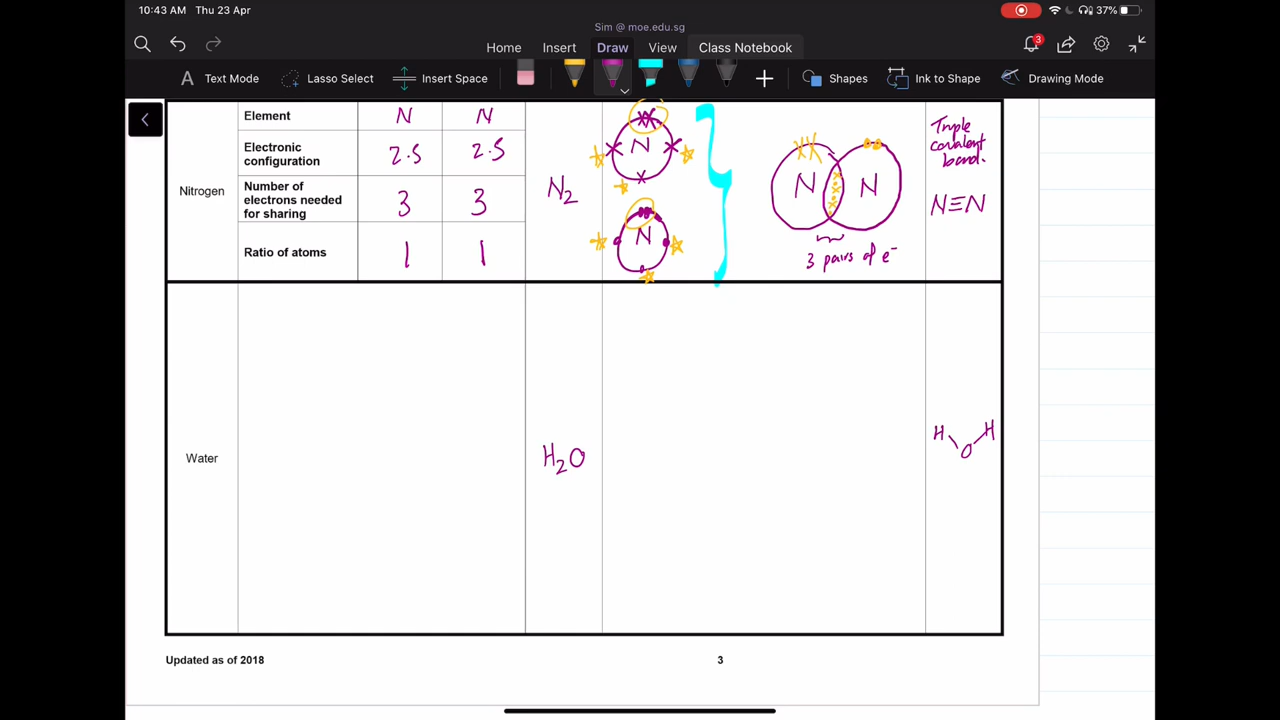 10:43 AM Thu 23 Apr
37%
Sim @ moe.edu.sg
Home Insert Draw View Class Notebook
3
Text Mode Lasso Select Insert Space Shapes Ink to Shape Drawing Mode
Nitrogen
Element N N
Electronic configuration 2.5 2.5
Number of electrons needed for sharing 3 3
Ratio of atoms 1 1
N2
N
N
N N
3 pairs of e-
Triple
covalent
bond.
N≡N
Water
H2O
H O H
Updated as of 2018
3